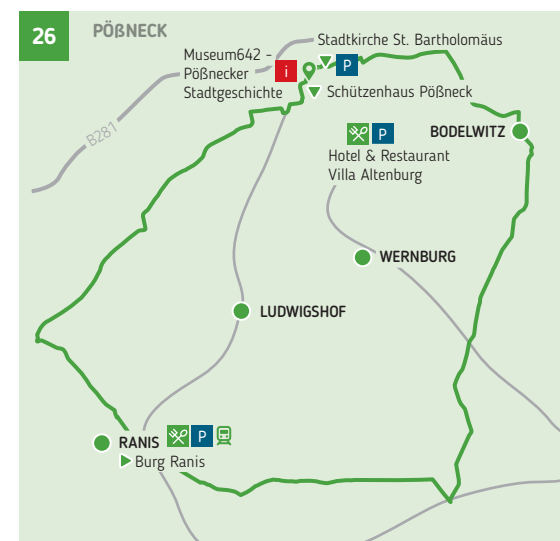 26
PÖßNECK
Stadtkirche St. Bartholomäus
Museum642 -
Pößnecker
Stadtgeschichte
i
P
Schützenhaus Pößneck
B281
P
BODELWITZ
Hotel & Restaurant
Villa Altenburg
WERNBURG
LUDWIGSHOF
RANIS
P
Burg Ranis